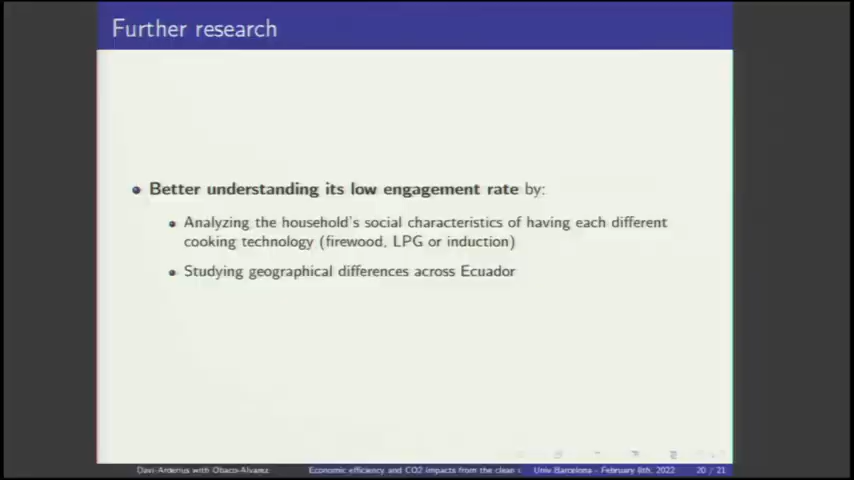 Further research
Better understanding its low engagement rate by:
Analyzing the household's social characteristics of having each different
cooking technology (firewood, LPG or induction)
Studying geographical differences across Ecuador
Davi-Arderius with Obaco-Alvarez Economic efficiency and CO2 impacts from the clean c Univ Barcelona - February 8th, 2022 20 / 21